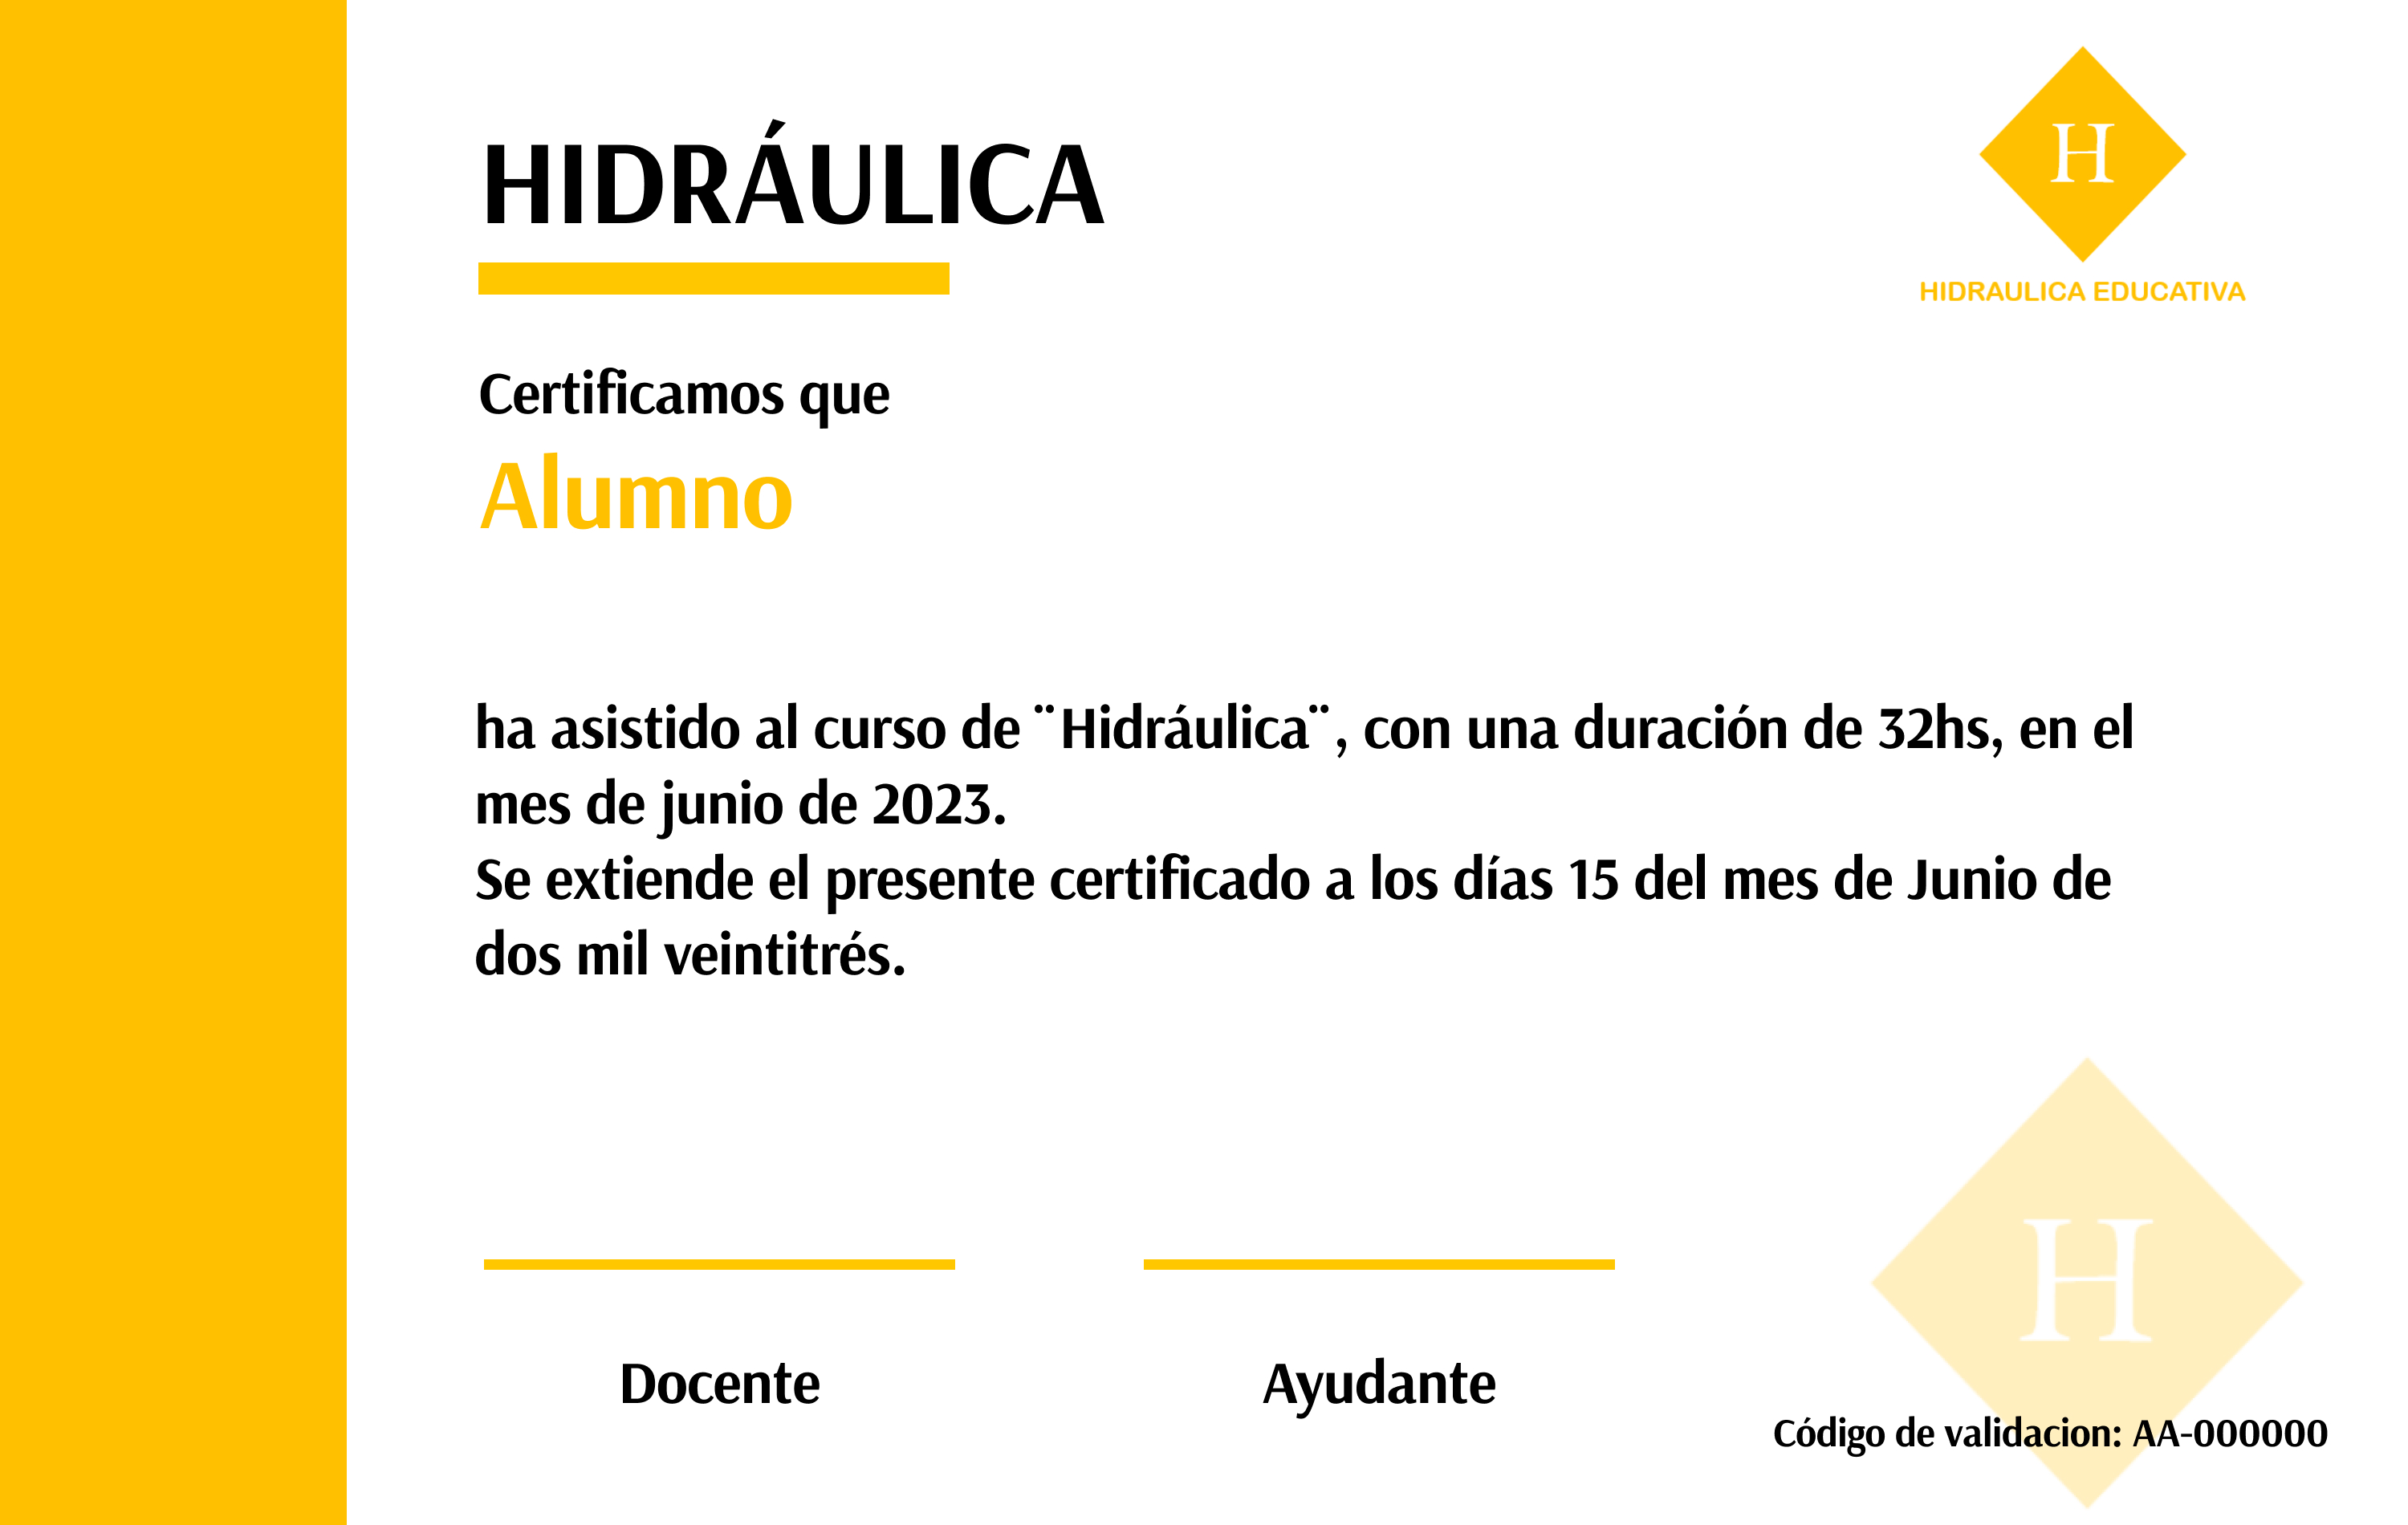 HIDRÁULICA
H
HIDRAULICA EDUCATIVA
Certificamos que
Alumno
ha asistido al curso de ¨Hidráulica¨, con una duración de 32hs, en el
mes de junio de 2023.
Se extiende el presente certificado a los días 15 del mes de Junio de
dos mil veintitrés.
H
Docente
Ayudante
Código de validacion: AA-000000